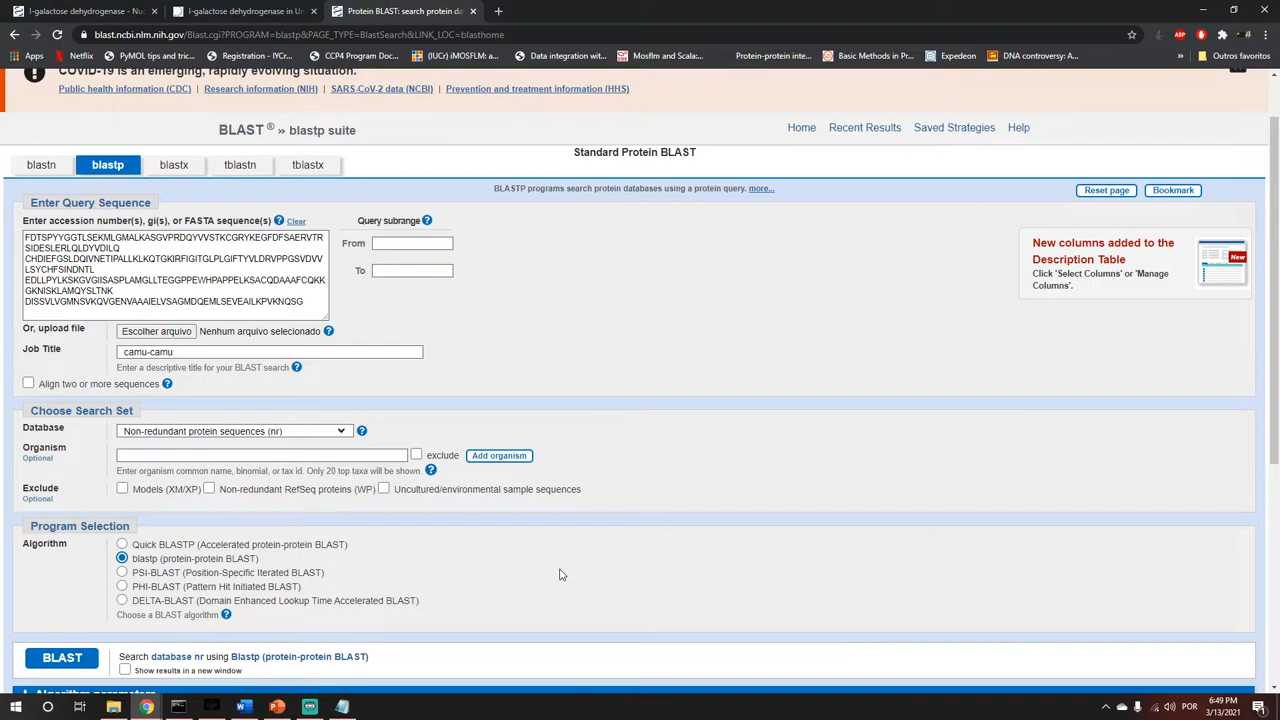 l-galactose dehydrogenase - Nu
l-galactose dehydrogenase in Un
Protein BLAST: search protein da
blast.ncbi.nlm.nih.gov/Blast.cgi?PROGRAM=blastp&PAGE_TYPE=BlastSearch&LINK_LOC=blasthome
Apps
Netflix
PyMOL tips and tric...
Registration - IYCr...
CCP4 Program Doc...
(IUCr) iMosflm and...
Data integration wi...
Mosflm and Scala:...
Protein-protein inte...
Basic Methods in Pr...
Expedeon
DNA controversy: A...
Outros favoritos
COVID-19 is an emerging, rapidly evolving situation.
Public health information (CDC) | Research information (NIH) | SARS-CoV-2 data (NCBI) | Prevention and treatment information (HHS)
BLAST ® » blastp suite
Home Recent Results Saved Strategies Help
blastn blastp blastx tblastn tblastx
Standard Protein BLAST
BLASTP programs search protein databases using a protein query. more...
Reset page Bookmark
Enter Query Sequence
Enter accession number(s), gi(s), or FASTA sequence(s) Clear
Query subrange
FDTSPYYGGTLSEKMLGMALKASGVPRDQYVVSTKCGRYKEGFDFSAERVTR
SIDESLERLQLDYVDILQ
CHDIEFGSLDQIVNETIPALLKLKQTGKIRFIGITGLPLGIFTYVLDRVPPGSVDVV
LSYCHFSINDNTL
EDLLPYLKSKGVGIISASPLAMGLLTEGGPPEWHPAPPELKSACQDAAAFCQKK
GKNISKLAMQYSLTNK
DISSVLVGMNSVKQVGENVAAAIELVSAGMDQEMLSEVEAILKPVKNQSG
From
To
New columns added to the
Description Table
Click 'Select Columns' or 'Manage
Columns'.
New
Or, upload file Escolher arquivo Nenhum arquivo selecionado
Job Title camu-camu
Enter a descriptive title for your BLAST search
Align two or more sequences
Choose Search Set
Database Non-redundant protein sequences (nr)
Organism
Optional
exclude Add organism
Enter organism common name, binomial, or tax id. Only 20 top taxa will be shown.
Exclude
Optional
Models (XM/XP) Non-redundant RefSeq proteins (WP) Uncultured/environmental sample sequences
Program Selection
Algorithm
Quick BLASTP (Accelerated protein-protein BLAST)
blastp (protein-protein BLAST)
PSI-BLAST (Position-Specific Iterated BLAST)
PHI-BLAST (Pattern Hit Initiated BLAST)
DELTA-BLAST (Domain Enhanced Lookup Time Accelerated BLAST)
Choose a BLAST algorithm
BLAST
Search database nr using Blastp (protein-protein BLAST)
Show results in a new window
Algorithm parameters
POR
6:49 PM
3/13/2021